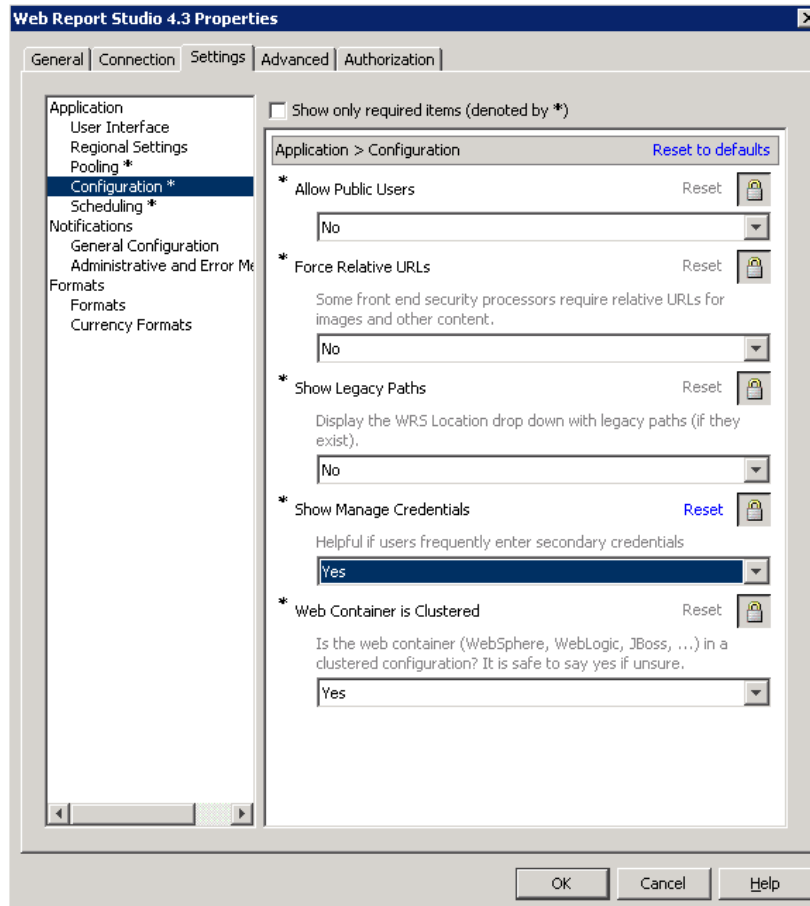 Web Report Studio 4.3 Properties
General Connection Settings Advanced Authorization
Application
User Interface
Regional Settings
Pooling *
Configuration *
Scheduling *
Notifications
General Configuration
Administrative and Error Me
Formats
Formats
Currency Formats
Show only required items (denoted by *)
Application > Configuration Reset to defaults
* Allow Public Users Reset
No
* Force Relative URLs Reset
Some front end security processors require relative URLs for
images and other content.
No
* Show Legacy Paths Reset
Display the WRS Location drop down with legacy paths (if they
exist).
No
* Show Manage Credentials Reset
Helpful if users frequently enter secondary credentials
Yes
* Web Container is Clustered Reset
Is the web container (WebSphere, WebLogic, JBoss, ...) in a
clustered configuration? It is safe to say yes if unsure.
Yes
OK Cancel Help